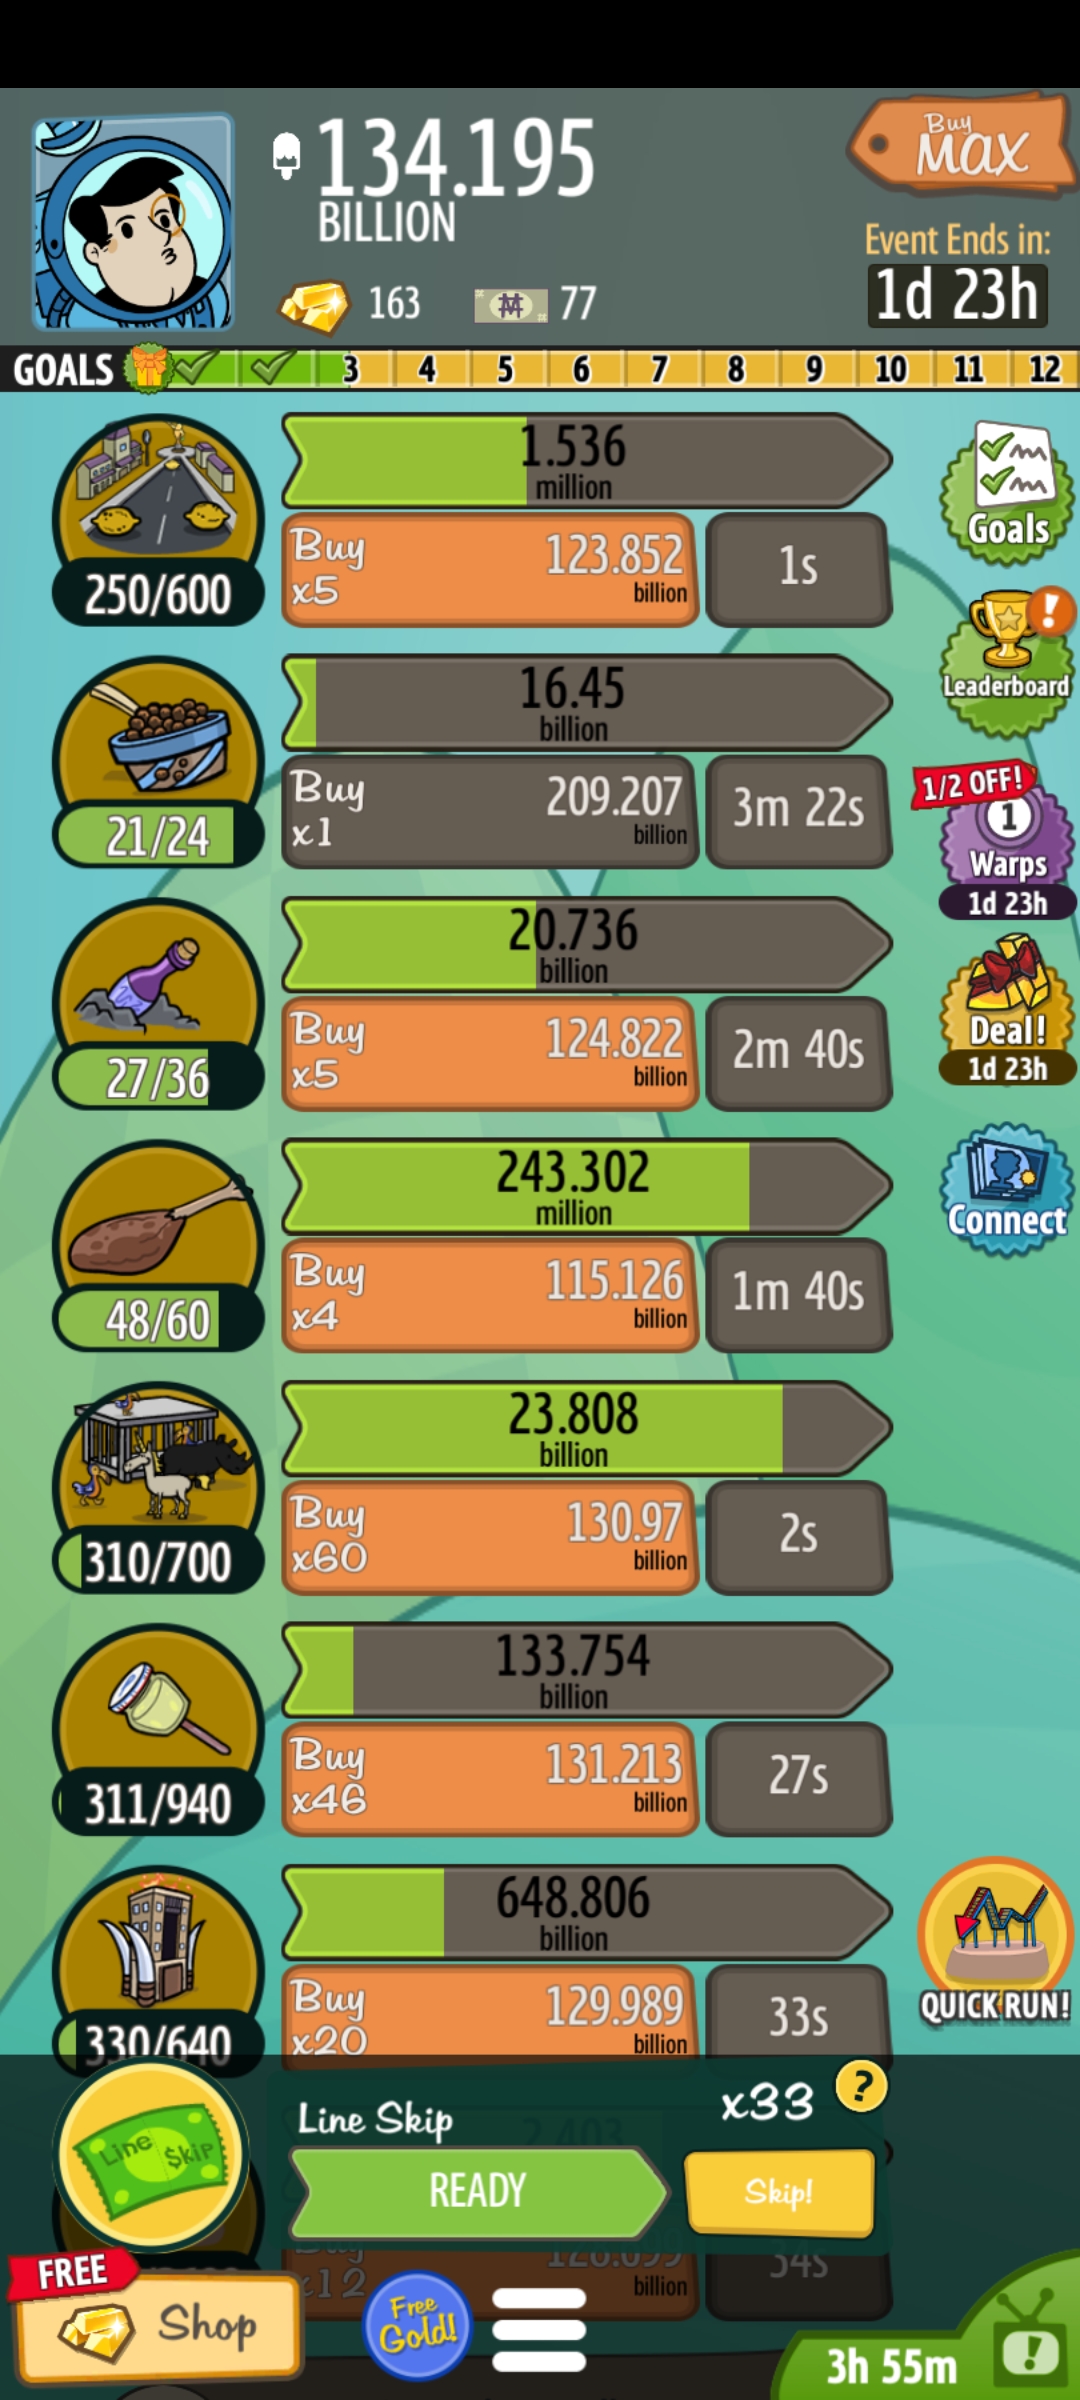 134.195
BILLION
Buy
MAX
Event Ends in:
1d 23h
163
77
GOALS
3
4
5
6
7
8
9
10
11
12
1.536
million
Buy
x5
123.852
billion
1s
250/600
Goals
16.45
billion
Buy
x1
209.207
billion
3m 22s
21/24
Leaderboard
1/2 OFF!
1
Warps
1d 23h
20.736
billion
Buy
x5
124.822
billion
2m 40s
27/36
Deal!
1d 23h
243.302
million
Buy
x4
115.126
billion
1m 40s
48/60
Connect
23.808
billion
Buy
x60
130.97
billion
2s
310/700
133.754
billion
Buy
x46
131.213
billion
27s
311/940
648.806
billion
Buy
x20
129.989
billion
33s
330/640
QUICK RUN!
Line Skip
Line Skip
x33
?
2.403
READY
Skip!
Buy
x12
billion
34s
FREE
Shop
Free
Gold!
3h 55m